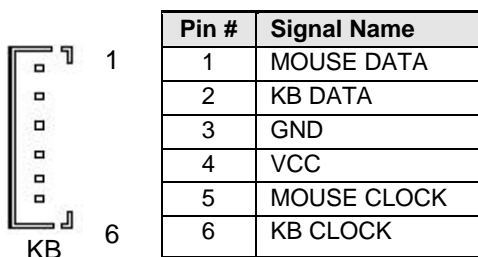 1
6
KB
Pin # Signal Name
1 MOUSE DATA
2 KB DATA
3 GND
4 VCC
5 MOUSE CLOCK
6 KB CLOCK